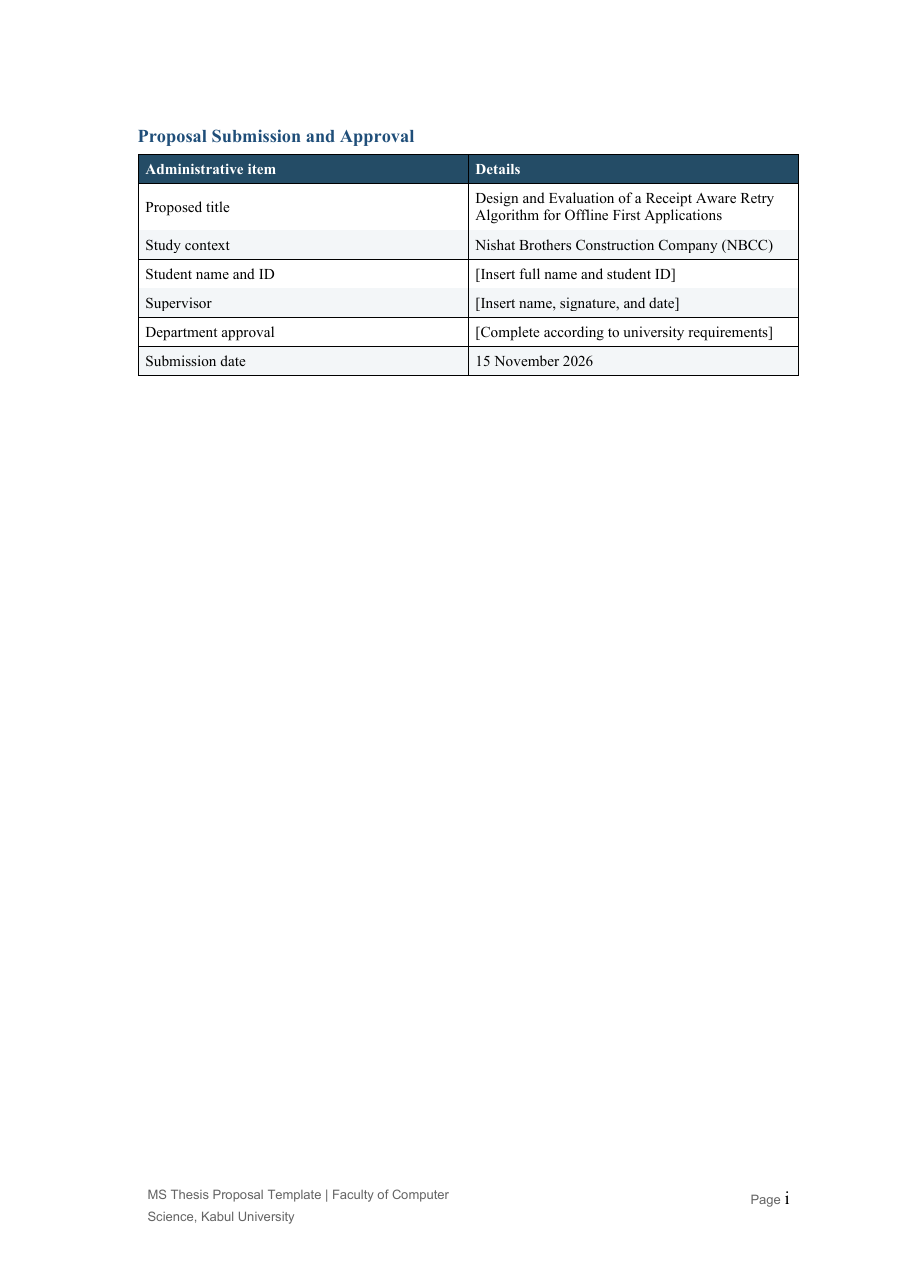 Proposal Submission and Approval
Administrative item Details
Proposed title Design and Evaluation of a Receipt Aware Retry
Algorithm for Offline First Applications
Study context Nishat Brothers Construction Company (NBCC)
Student name and ID [Insert full name and student ID]
Supervisor [Insert name, signature, and date]
Department approval [Complete according to university requirements]
Submission date 15 November 2026
MS Thesis Proposal Template | Faculty of Computer
Science, Kabul University
Page i